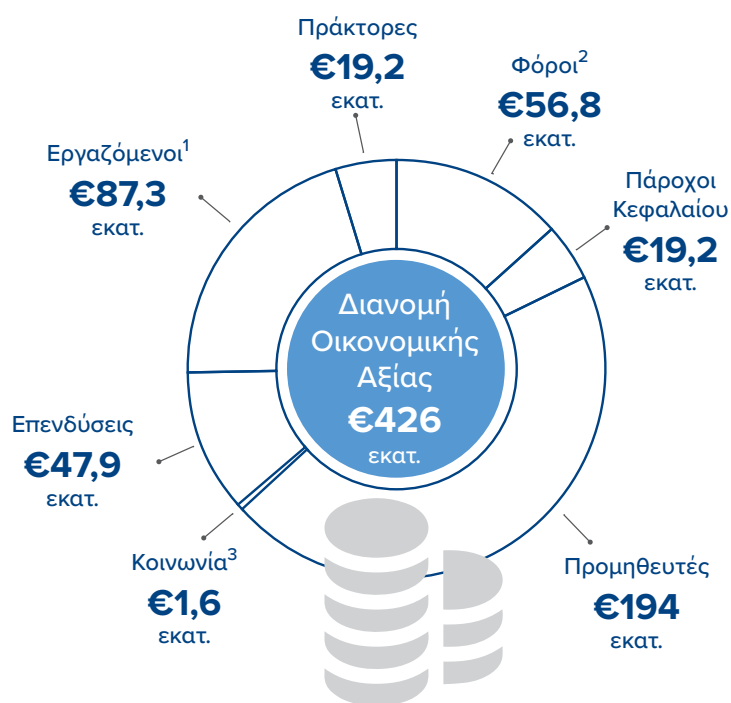 Πράκτορες
€19,2
εκατ.
Φόροι²
€56,8
εκατ.
Εργαζόμενοι¹
€87,3
εκατ.
Πάροχοι
Κεφαλαίου
€19,2
εκατ.
Διανομή
Οικονομικής
Αξίας
€426
εκατ.
Επενδύσεις
€47,9
εκατ.
Κοινωνία³
€1,6
εκατ.
Προμηθευτές
€194
εκατ.